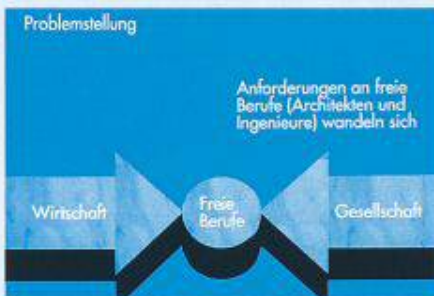 Problemstellung
Anforderungen an freie
Berufe (Architekten und
Ingenieure) wandeln sich
Wirtschaft
Freie
Berufe
Gesellschaft